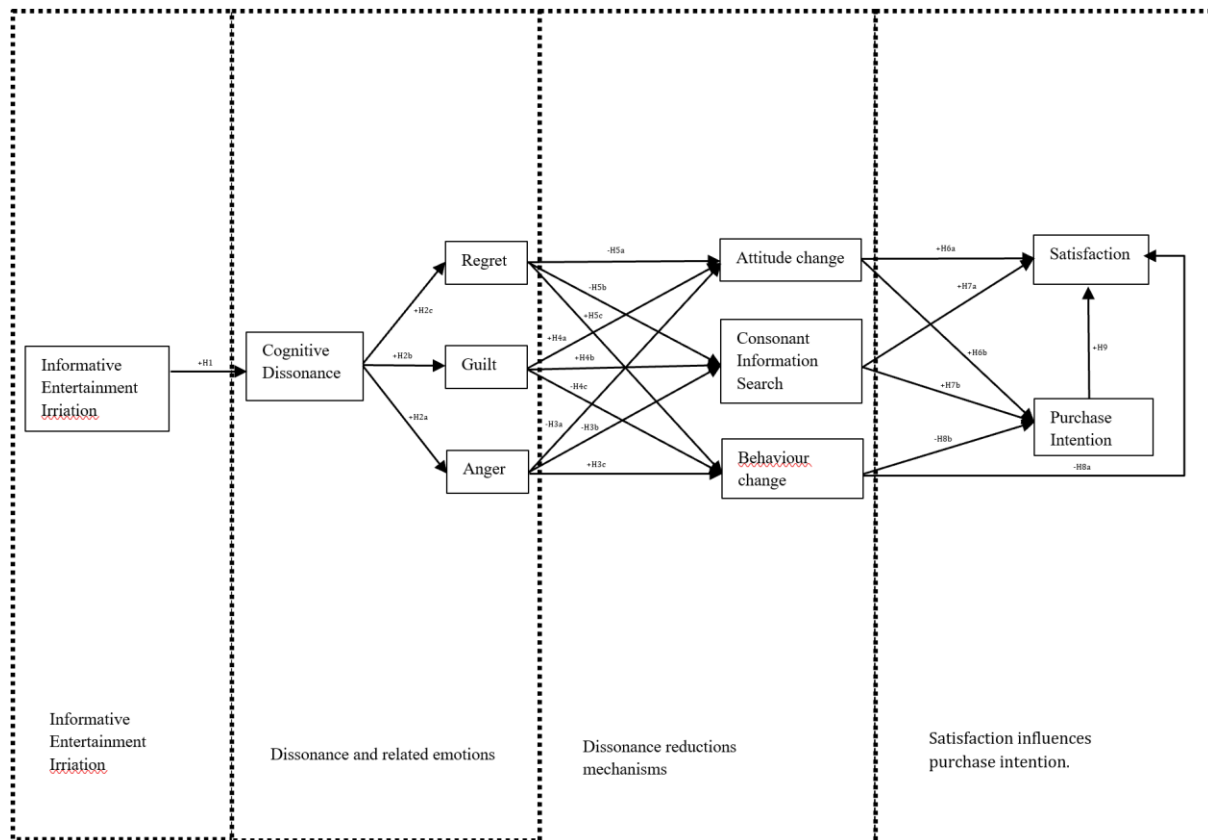 Informative
Entertainment
Irriation
+H1
Cognitive
Dissonance
+H2c
+H2b
+H2a
Regret
Guilt
Anger
-H5a
-H5b
+H5c
+H4a
+H4b
-H4c
-H3a
-H3b
+H3c
Attitude change
Consonant
Information
Search
Behaviour
change
+H6a
+H7a
+H6b
+H7b
-H8b
-H8a
+H9
Satisfaction
Purchase
Intention
Informative
Entertainment
Irriation
Dissonance and related emotions
Dissonance reductions
mechanisms
Satisfaction influences
purchase intention.